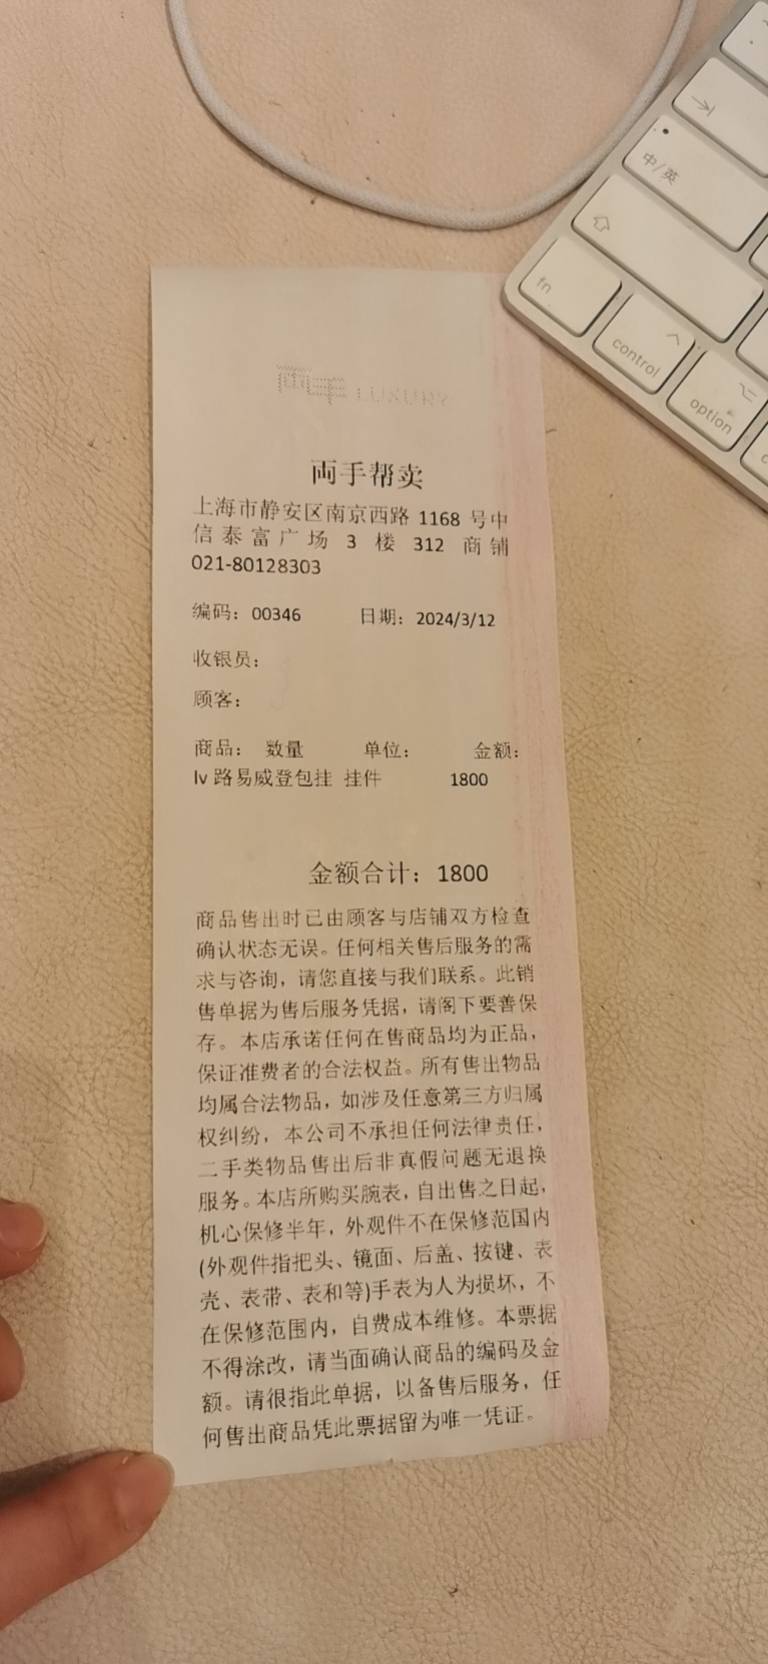 中/英
fn
control
option
両手 LUXURY
両手帮卖
上海市静安区南京西路 1168 号中
信泰富广场 3 楼 312 商铺
021-80128303
编码：00346 日期：2024/3/12
收银员：
顾客：
商品： 数量 单位： 金额：
lv 路易威登包挂 挂件 1800
金额合计：1800
商品售出时已由顾客与店铺双方检查
确认状态无误。任何相关售后服务的需
求与咨询，请您直接与我们联系。此销
售单据为售后服务凭据，请阁下要善保
存。本店承诺任何在售商品均为正品，
保证准费者的合法权益。所有售出物品
均属合法物品，如涉及任意第三方归属
权纠纷，本公司不承担任何法律责任，
二手类物品售出后非真假问题无退换
服务。本店所购买腕表，自出售之日起，
机心保修半年，外观件不在保修范围内
(外观件指把头、镜面、后盖、按键、表
壳、表带、表和等)手表为人为损坏，不
在保修范围内，自费成本维修。本票据
不得涂改，请当面确认商品的编码及金
额。请很指此单据，以备售后服务，任
何售出商品凭此票据留为唯一凭证。